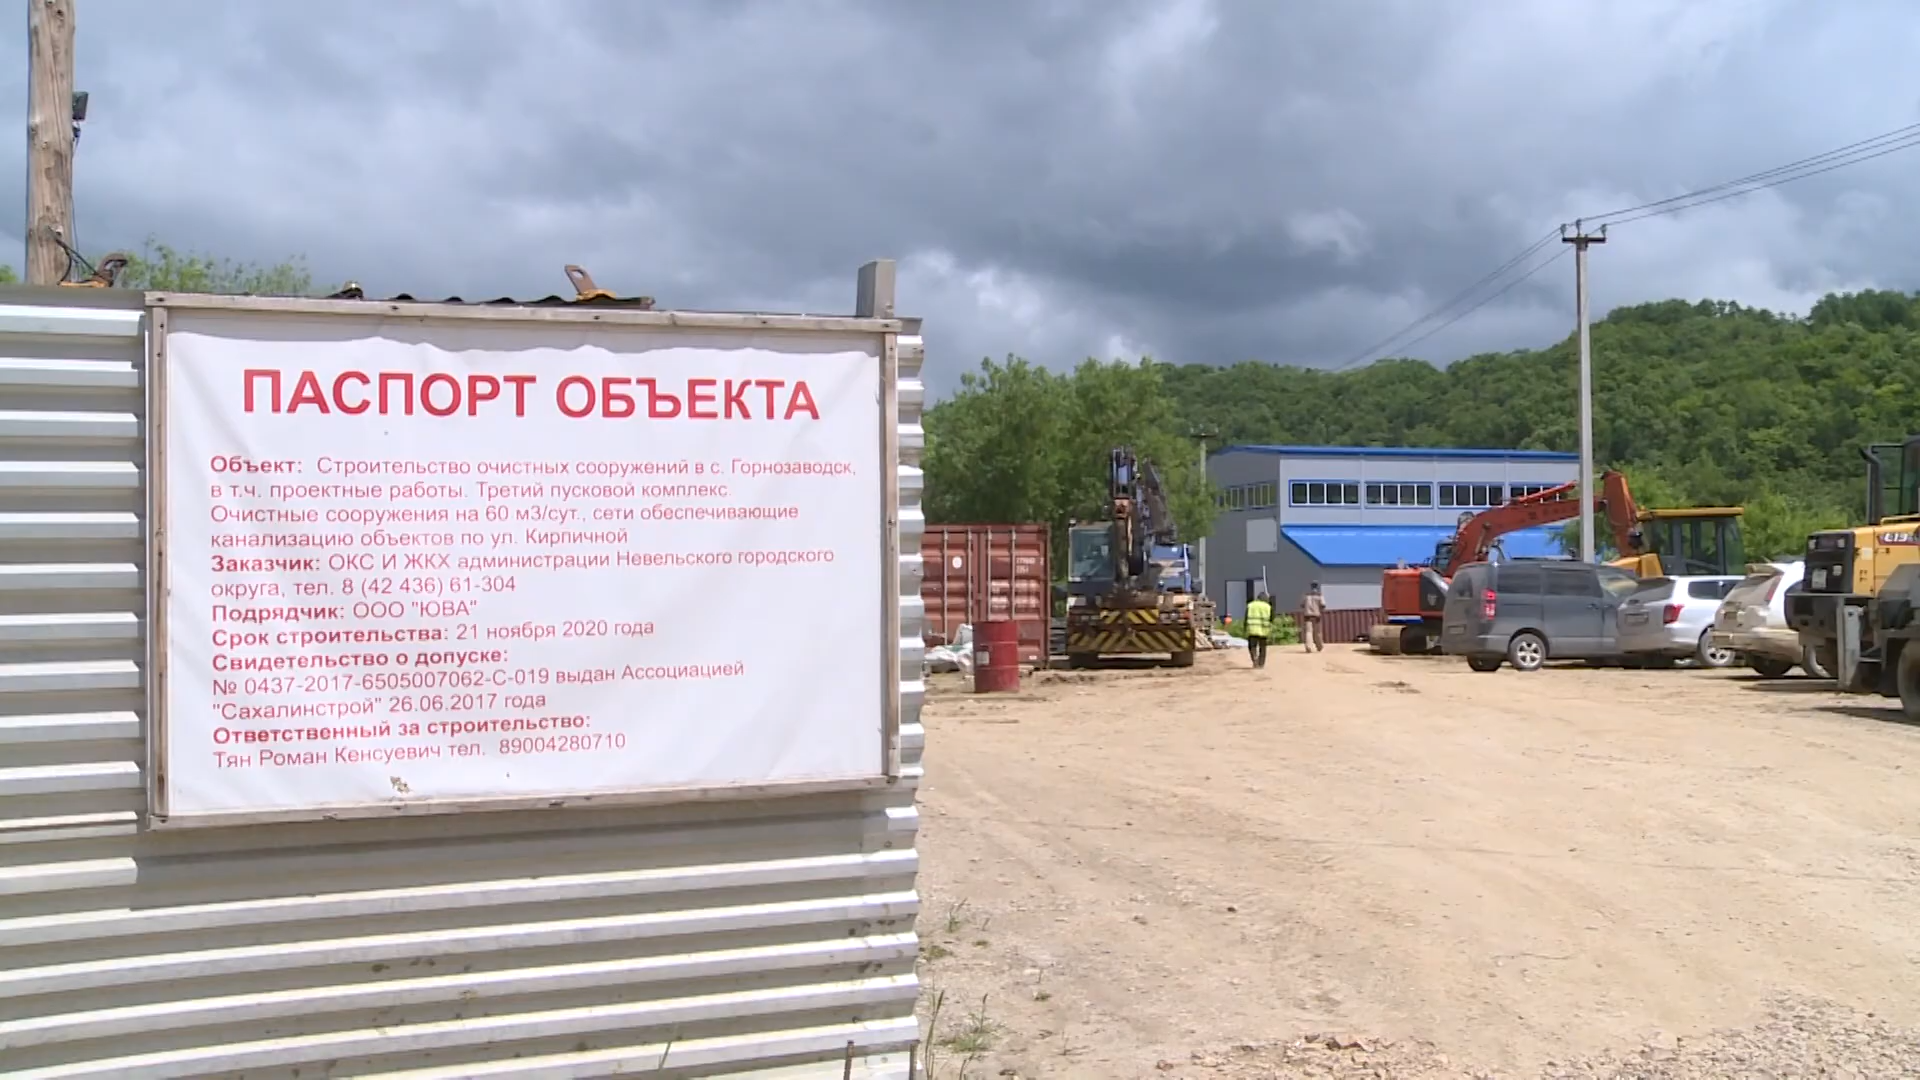 ПАСПОРТ ОБЪЕКТА
Объект: Строительство очистных сооружений в с. Горнозаводск,
в т.ч. проектные работы. Третий пусковой комплекс.
Очистные сооружения на 60 м3/сут., сети обеспечивающие
канализацию объектов по ул. Кирпичной
Заказчик: ОКС И ЖКХ администрации Невельского городского
округа, тел. 8 (42 436) 61-304
Подрядчик: ООО "ЮВА"
Срок строительства: 21 ноября 2020 года
Свидетельство о допуске:
№ 0437-2017-6505007062-С-019 выдан Ассоциацией
"Сахалинстрой" 26.06.2017 года
Ответственный за строительство:
Тян Роман Кенсуевич тел. 89004280710